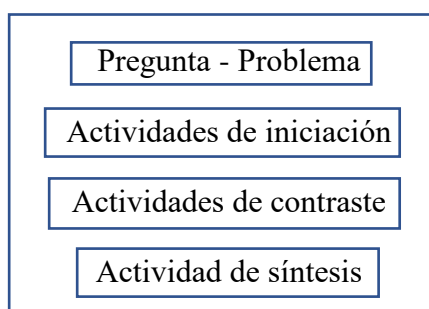 Pregunta - Problema
Actividades de iniciación
Actividades de contraste
Actividad de síntesis